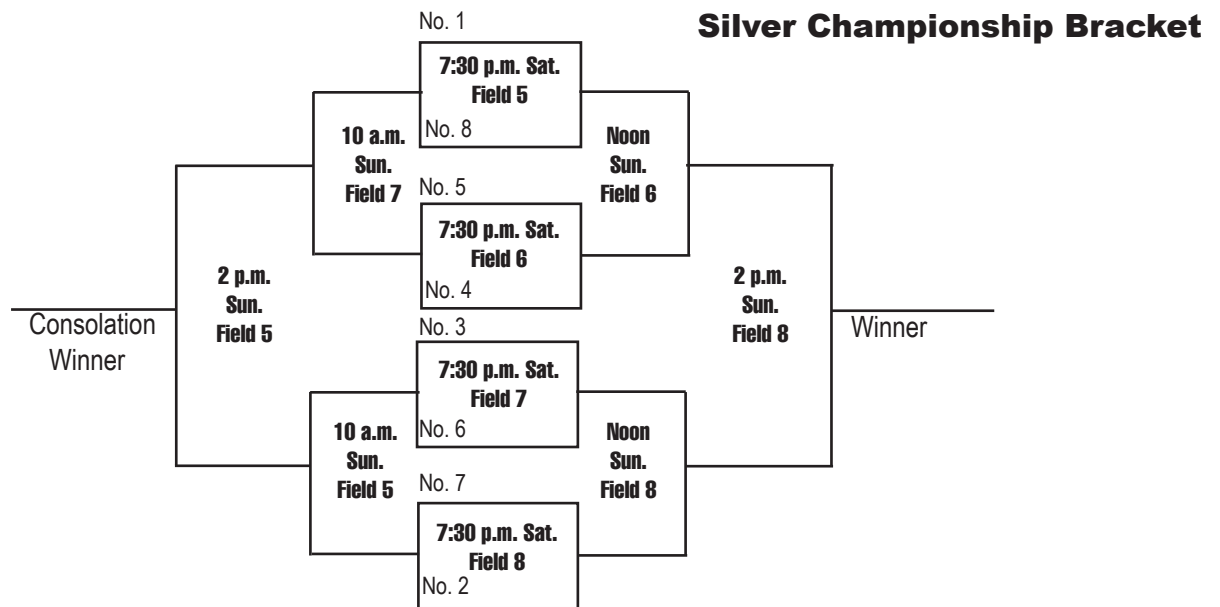 Silver Championship Bracket
No. 1
7:30 p.m. Sat.
Field 5
No. 8
10 a.m.
Sun.
Field 7
Noon
Sun.
Field 6
No. 5
7:30 p.m. Sat.
Field 6
No. 4
2 p.m.
Sun.
Field 5
2 p.m.
Sun.
Field 8
Consolation
Winner
Winner
No. 3
7:30 p.m. Sat.
Field 7
No. 6
10 a.m.
Sun.
Field 5
Noon
Sun.
Field 8
No. 7
7:30 p.m. Sat.
Field 8
No. 2